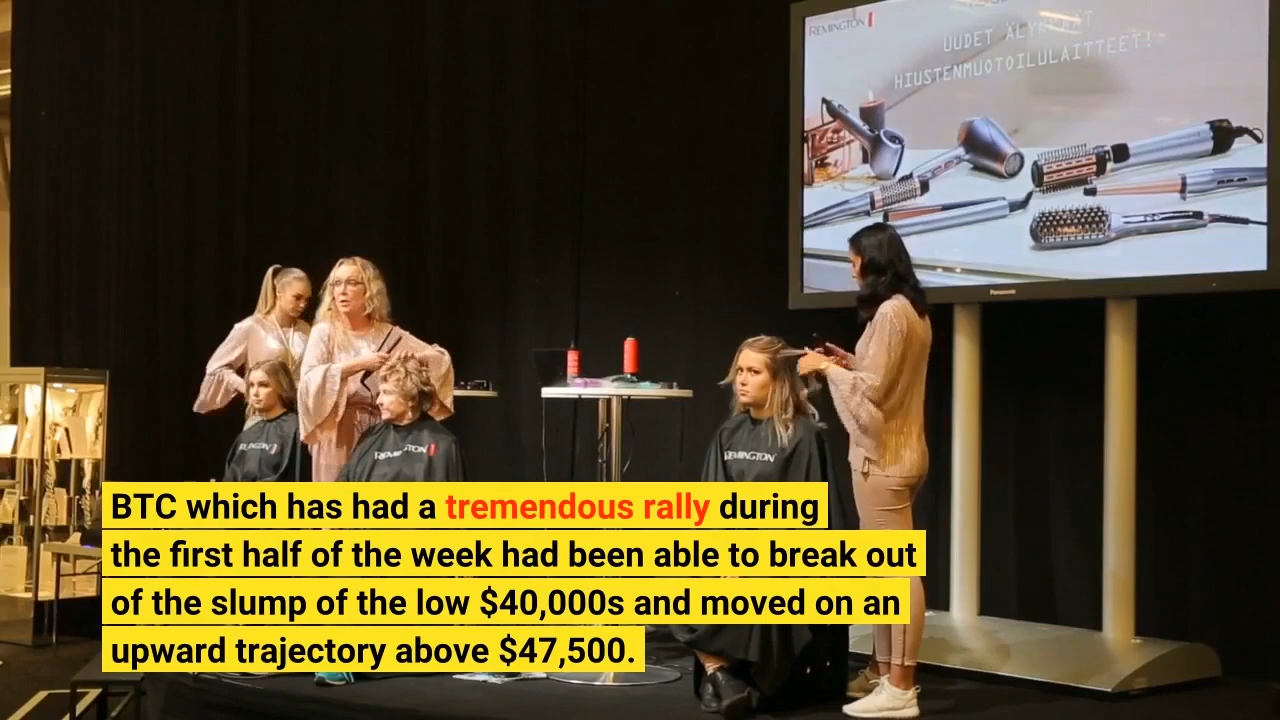 REMINGTON
UUDET ÄLYKKÄÄT
HIUSTENMUOTOILULAITTEET!
Panasonic
REMINGTON
REMINGTON
REMINGTON
BTC which has had a tremendous rally during
the first half of the week had been able to break out
of the slump of the low $40,000s and moved on an
upward trajectory above $47,500.